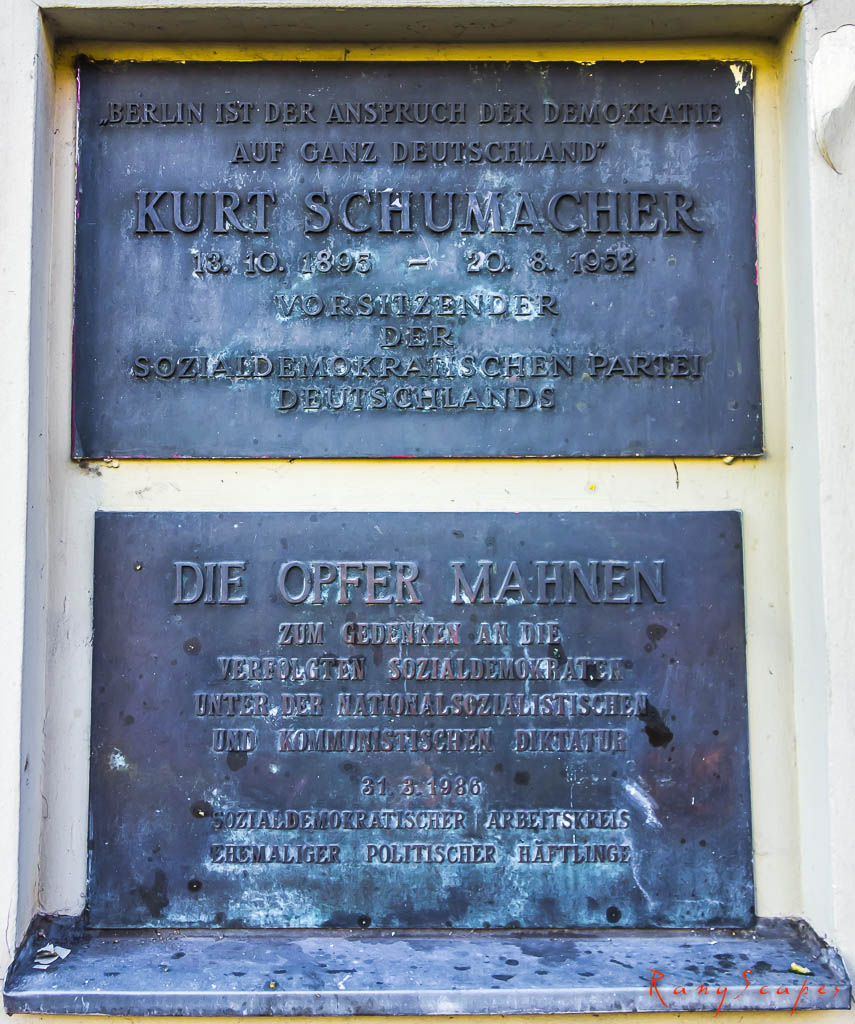 „BERLIN IST DER ANSPRUCH DER DEMOKRATIE
AUF GANZ DEUTSCHLAND”
KURT SCHUMACHER
13. 10. 1895 – 20. 8. 1952
VORSITZENDER
DER
SOZIALDEMOKRATISCHEN PARTEI
DEUTSCHLANDS
DIE OPFER MAHNEN
ZUM GEDENKEN AN DIE
VERFOLGTEN SOZIALDEMOKRATEN
UNTER DER NATIONALSOZIALISTISCHEN
UND KOMMUNISTISCHEN DIKTATUR
31. 3. 1986
SOZIALDEMOKRATISCHER ARBEITSKREIS
EHEMALIGER POLITISCHER HÄFTLINGE
RanyScapes